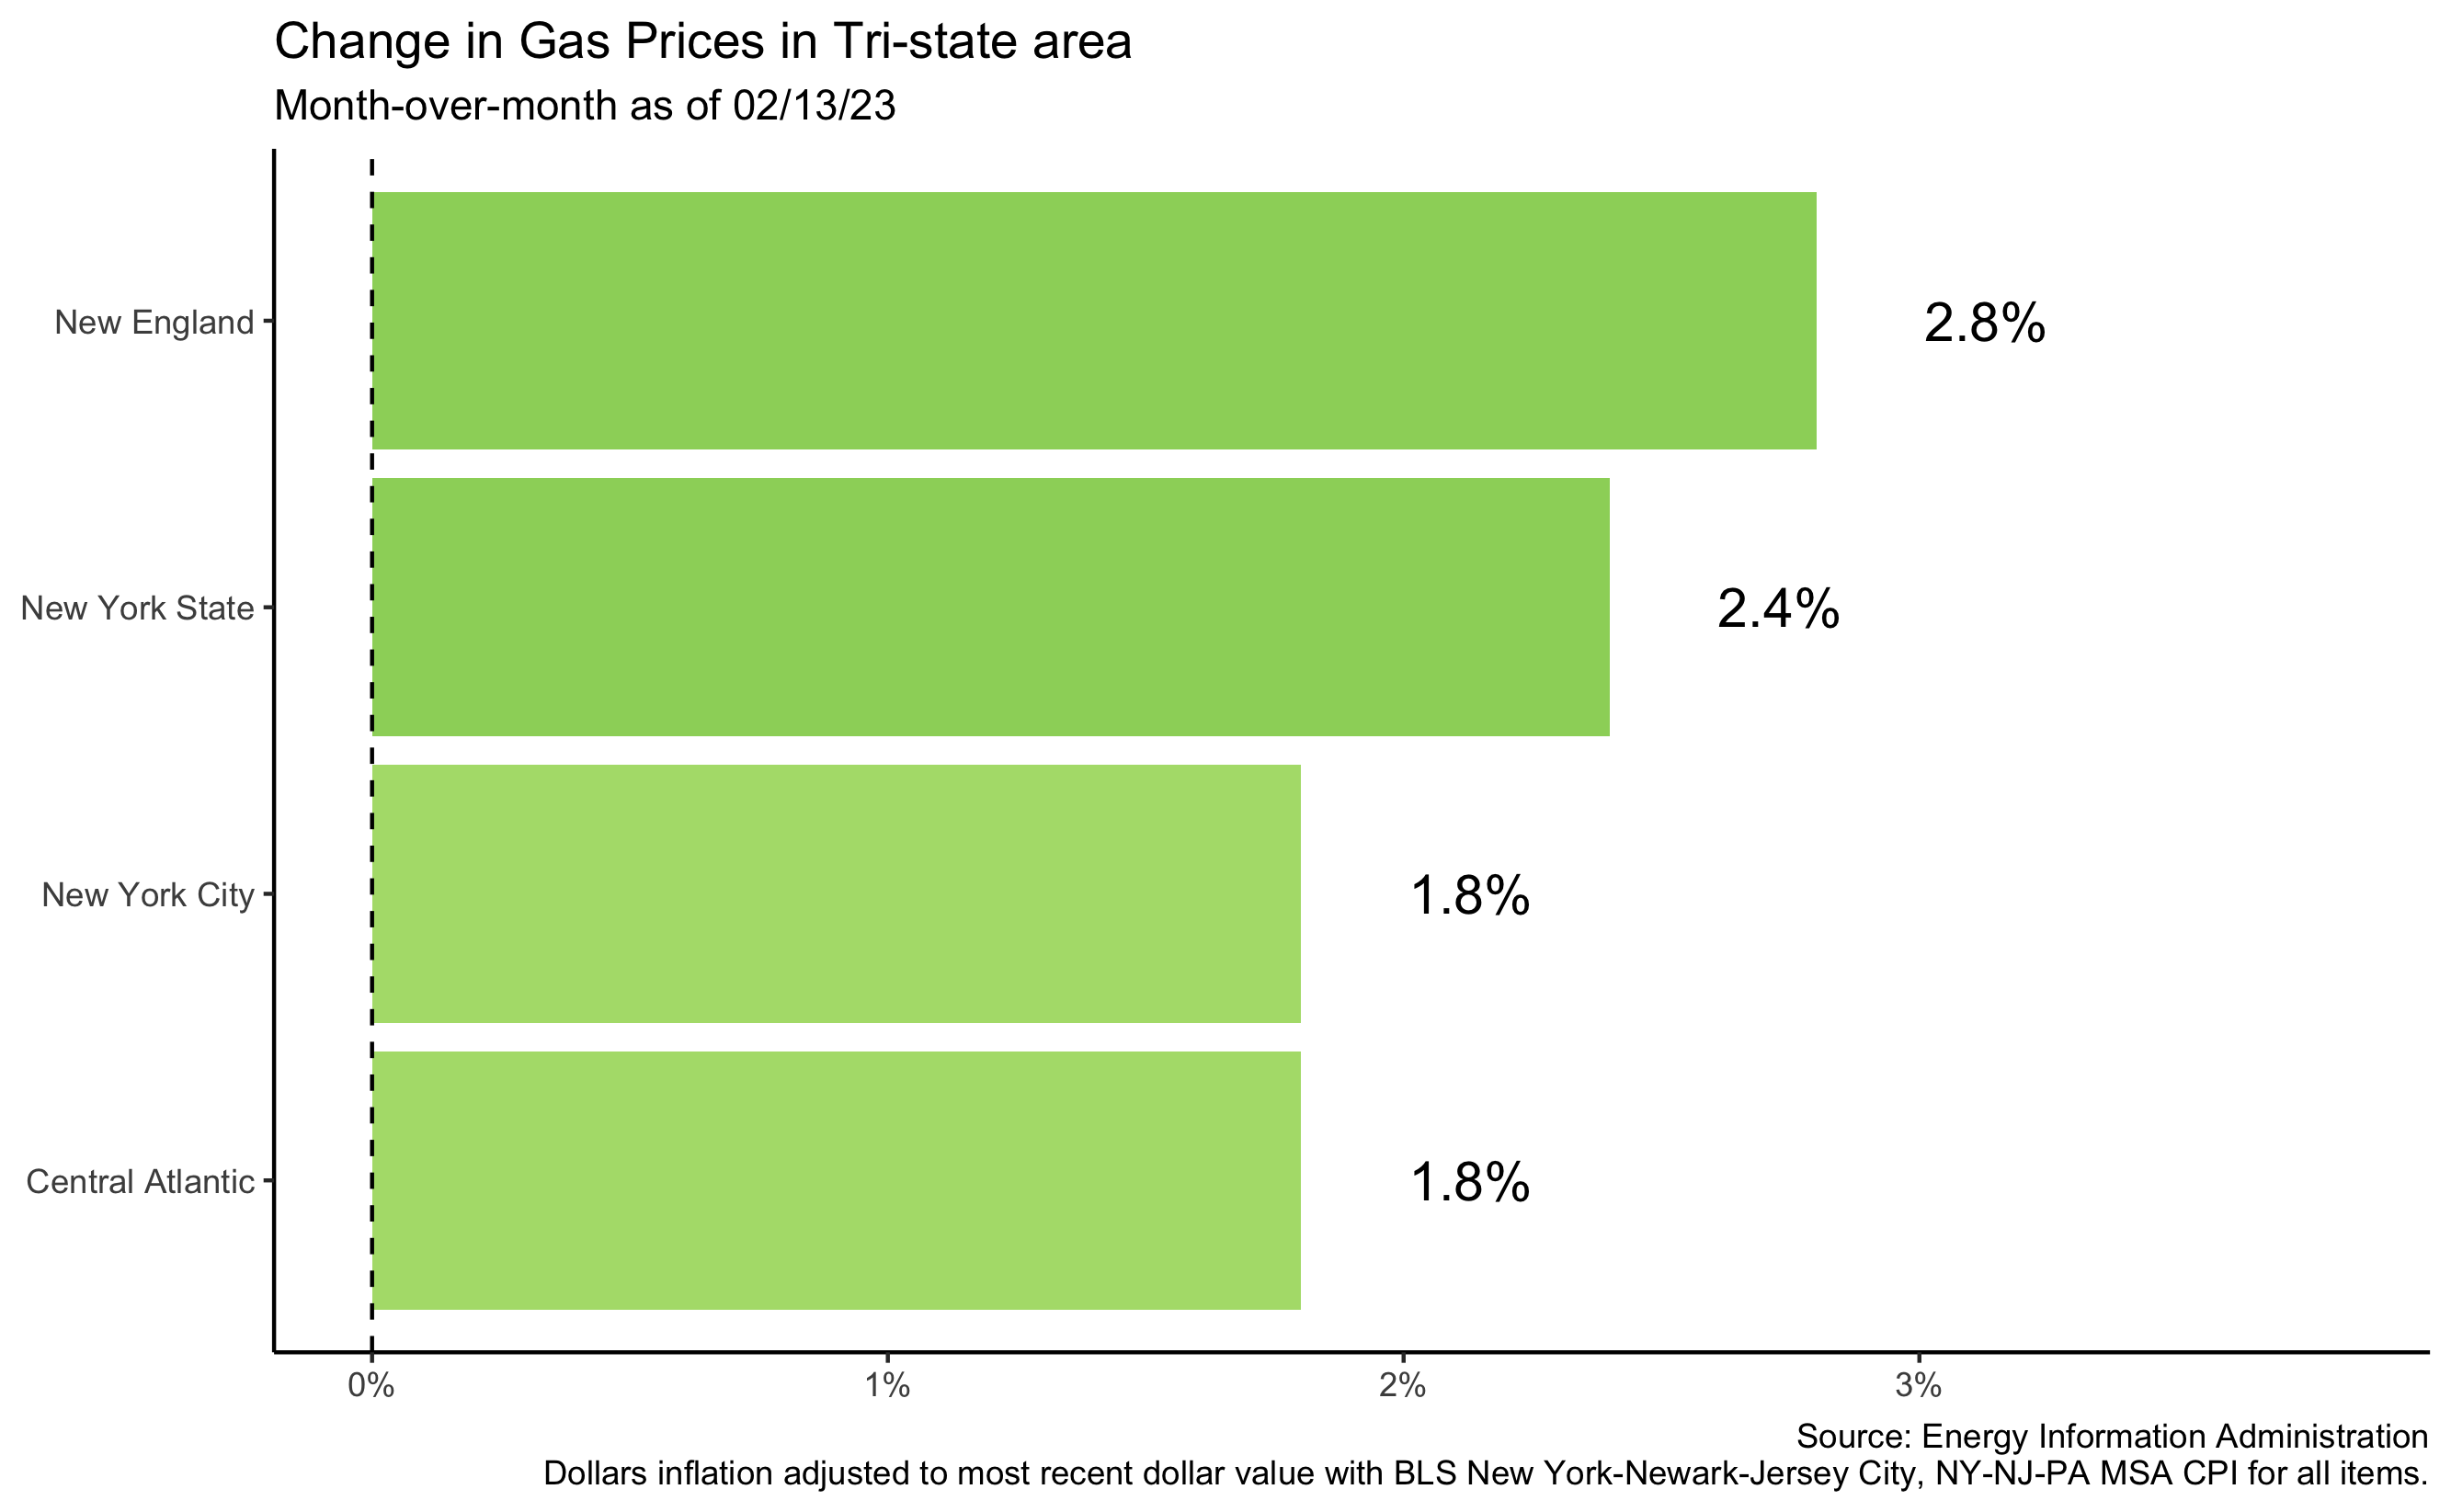 Change in Gas Prices in Tri-state area
Month-over-month as of 02/13/23
New England
2.8%
New York State
2.4%
New York City
1.8%
Central Atlantic
1.8%
0%
1%
2%
3%
Source: Energy Information Administration
Dollars inflation adjusted to most recent dollar value with BLS New York-Newark-Jersey City, NY-NJ-PA MSA CPI for all items.